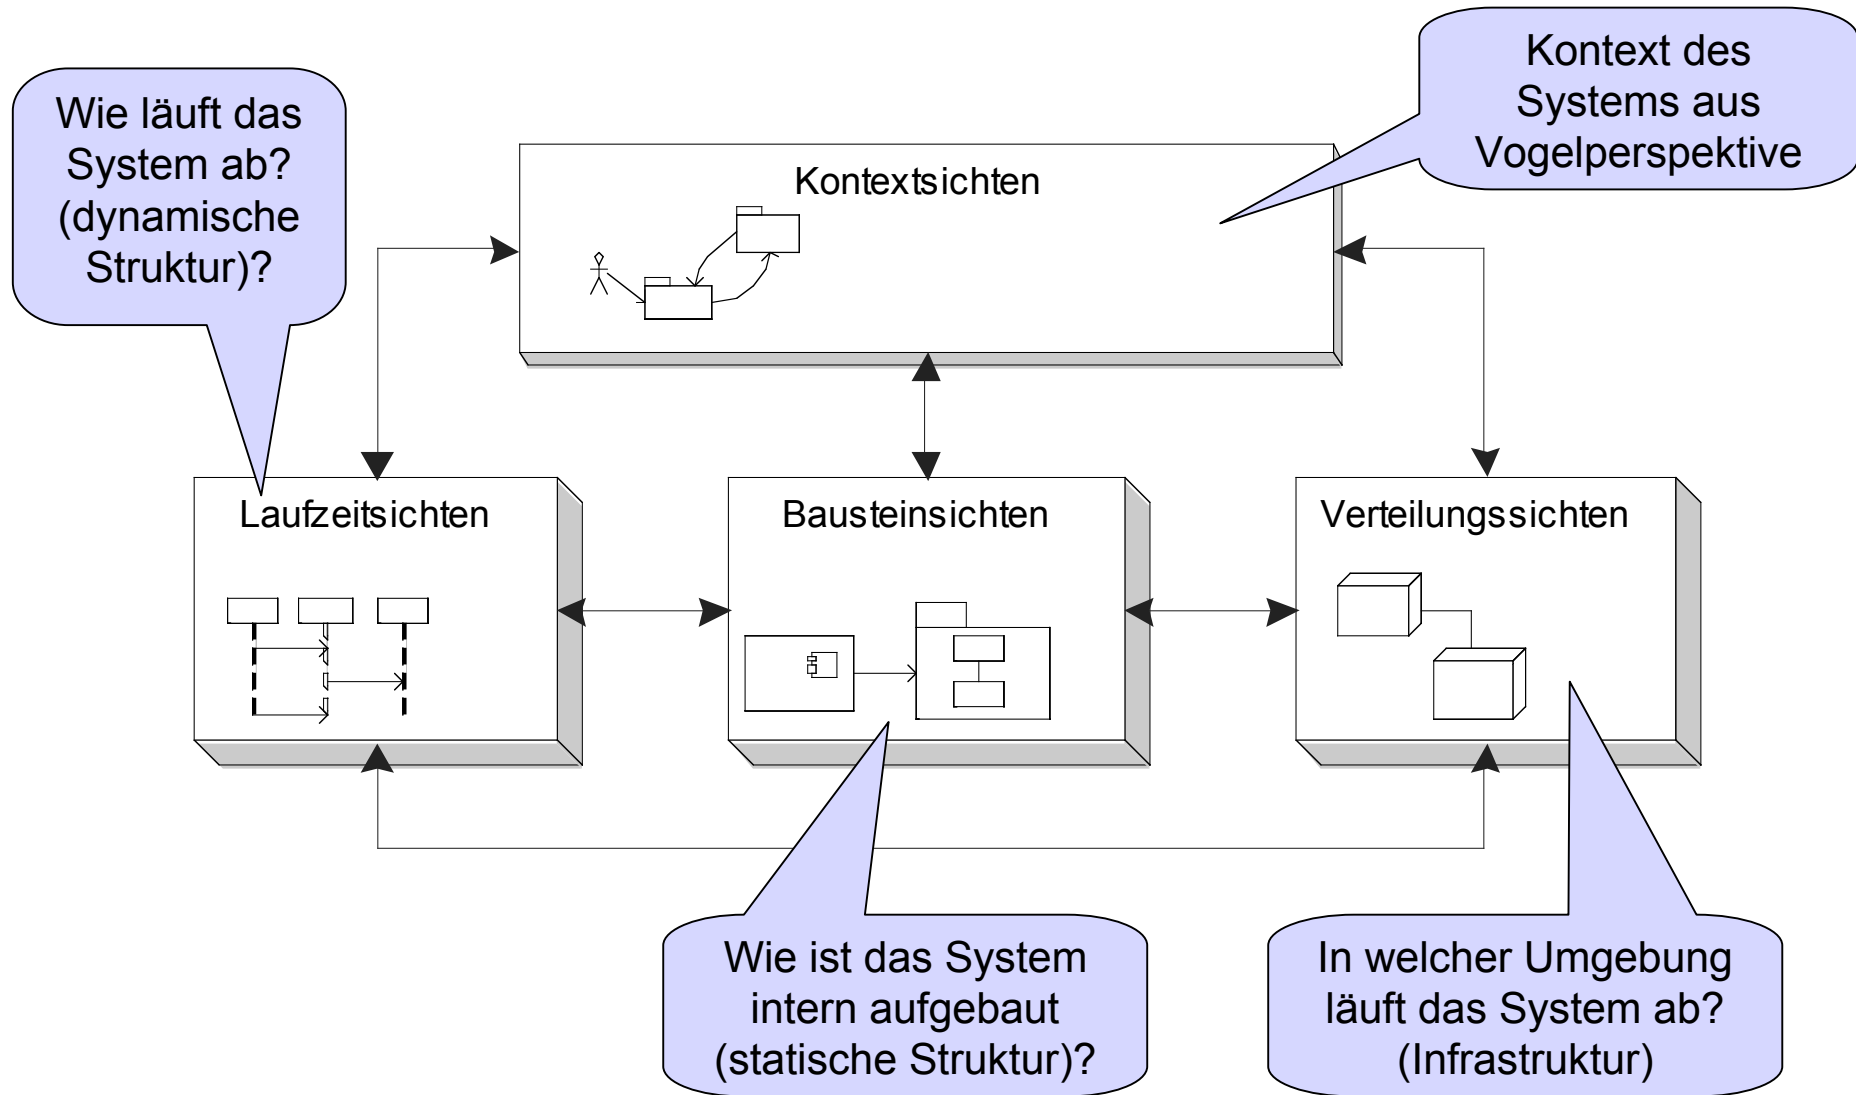 Wie läuft das
System ab?
(dynamische
Struktur)?
Kontext des
Systems aus
Vogelperspektive
Kontextsichten
Laufzeitsichten
Bausteinsichten
Verteilungssichten
Wie ist das System
intern aufgebaut
(statische Struktur)?
In welcher Umgebung
läuft das System ab?
(Infrastruktur)